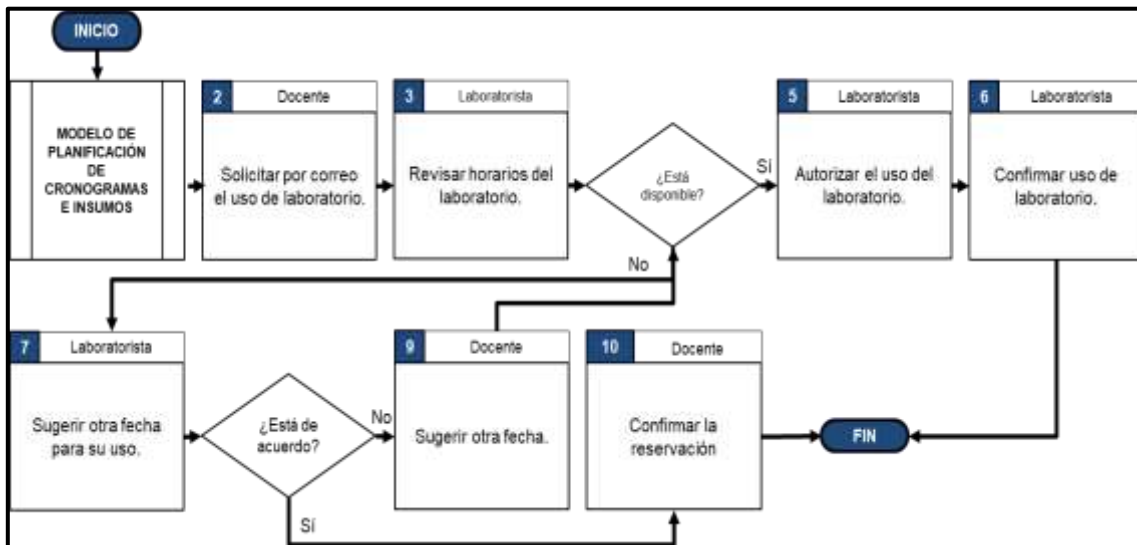 INICIO
MODELO DE
PLANIFICACIÓN
DE
CRONOGRAMAS
E INSUMOS
2
Docente
Solicitar por correo
el uso de laboratorio.
3
Laboratorista
Revisar horarios del
laboratorio.
¿Está
disponible?
Sí
No
5
Laboratorista
Autorizar el uso del
laboratorio.
6
Laboratorista
Confirmar uso de
laboratorio.
7
Laboratorista
Sugerir otra fecha
para su uso.
¿Está de
acuerdo?
No
Sí
9
Docente
Sugerir otra fecha.
10
Docente
Confirmar la
reservación
FIN